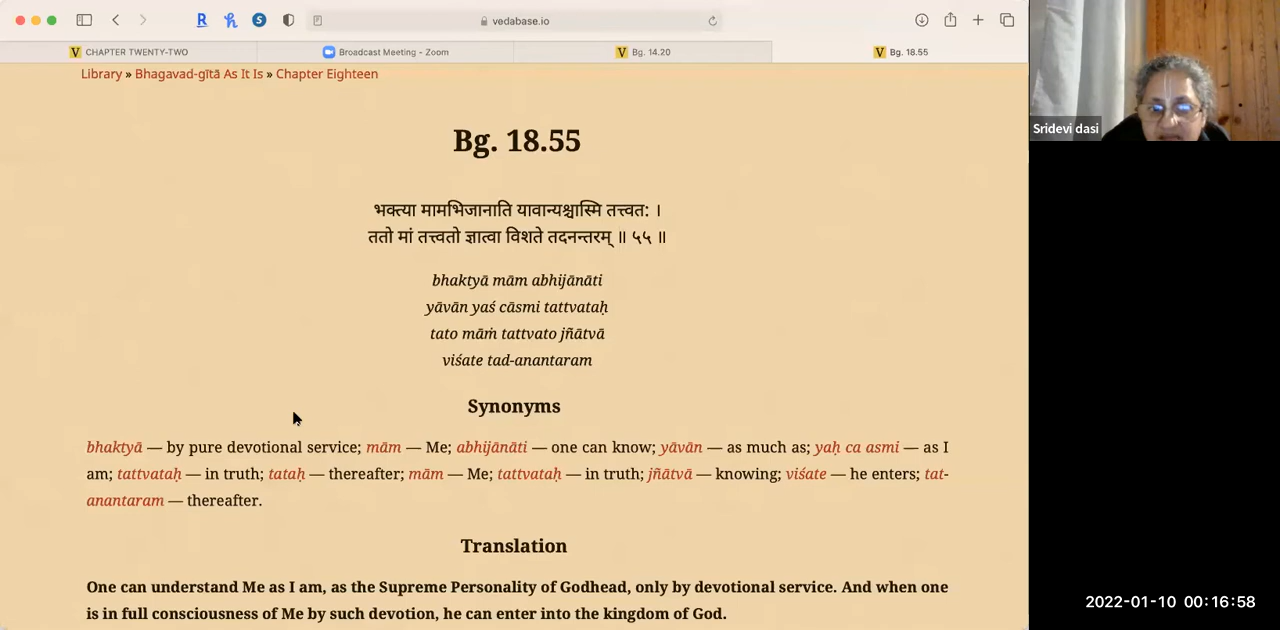 vedabase.io
CHAPTER TWENTY-TWO
Broadcast Meeting - Zoom
Bg. 14.20
Bg. 18.55
Library » Bhagavad-gītā As It Is » Chapter Eighteen
Sridevi dasi
Bg. 18.55
भक्त्या मामभिजानाति यावान्यश्चास्मि तत्त्वत: ।
ततो मां तत्त्वतो ज्ञात्वा विशते तदनन्तरम् ॥ ५५ ॥
bhaktyā mām abhijānāti
yāvān yaś cāsmi tattvataḥ
tato māṁ tattvato jñātvā
viśate tad-anantaram
Synonyms
bhaktyā — by pure devotional service; mām — Me; abhijānāti — one can know; yāvān — as much as; yaḥ ca asmi — as I
am; tattvataḥ — in truth; tataḥ — thereafter; mām — Me; tattvataḥ — in truth; jñātvā — knowing; viśate — he enters; tat-
anantaram — thereafter.
Translation
One can understand Me as I am, as the Supreme Personality of Godhead, only by devotional service. And when one
is in full consciousness of Me by such devotion, he can enter into the kingdom of God.
2022-01-10 00:16:58